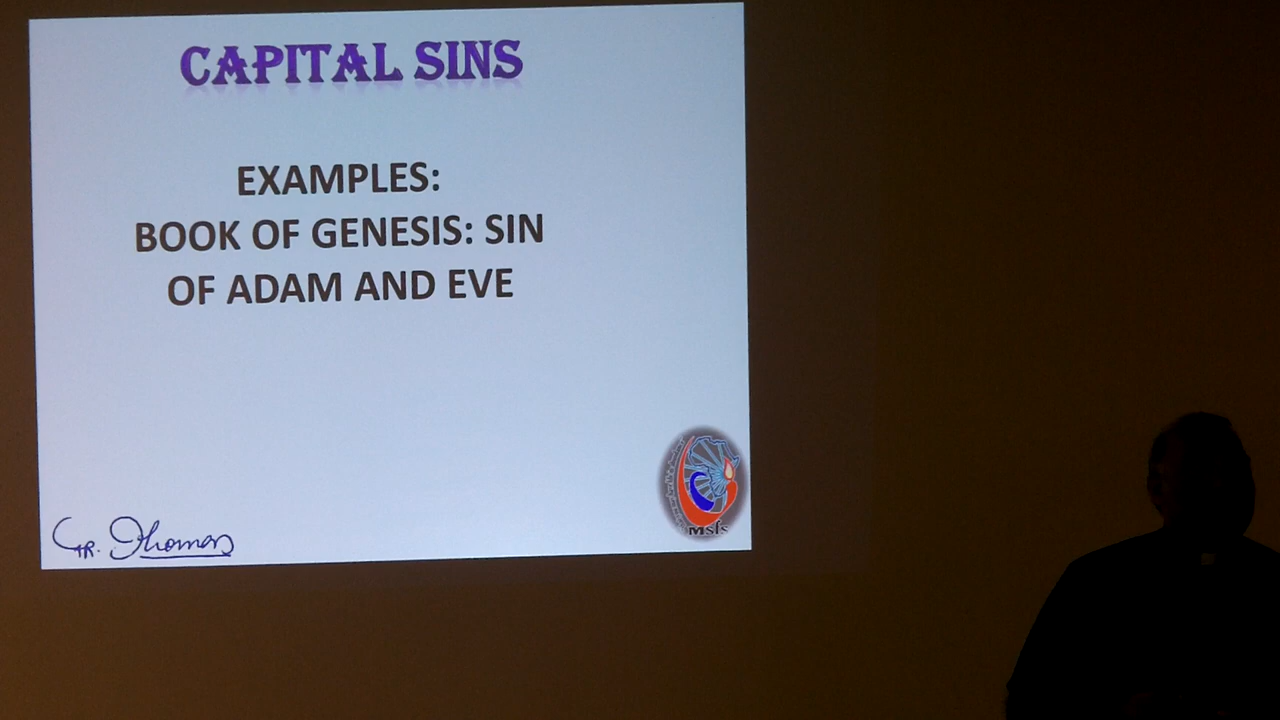 CAPITAL SINS
EXAMPLES:
BOOK OF GENESIS: SIN
OF ADAM AND EVE
Msfs
FR. Thomas